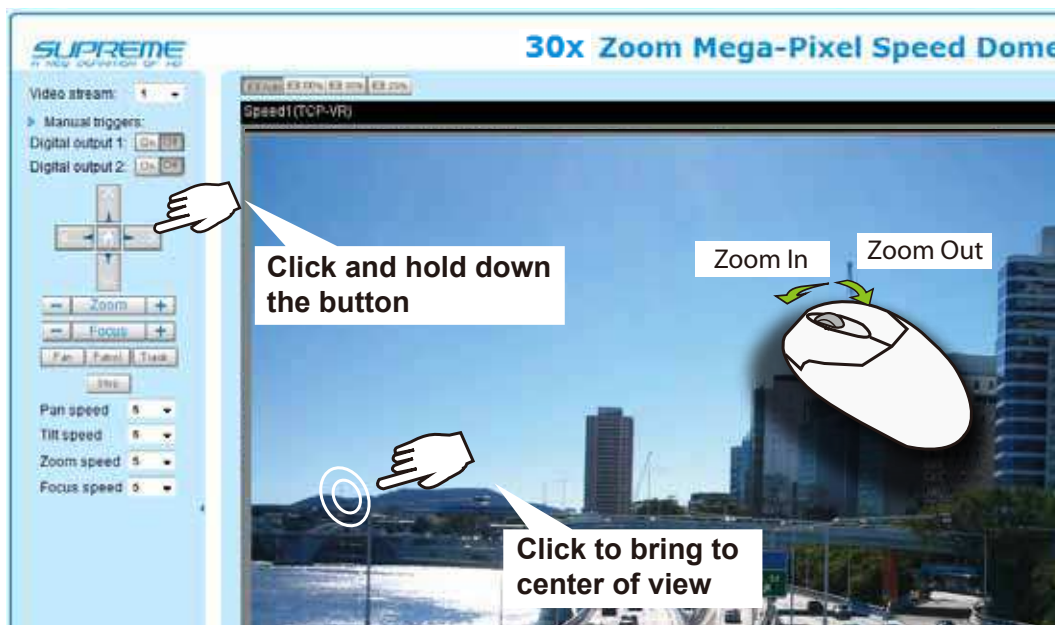 SUPREME
A NEW DEFINITION OF HD
30x Zoom Mega-Pixel Speed Dome
Video stream: 1
Manual triggers:
Digital output 1: On Off
Digital output 2: On Off
Speed1(TCP-VR)
Click and hold down
the button
Zoom In
Zoom Out
- Zoom +
- Focus +
Pan Patrol Track
Stop
Pan speed 5
Tilt speed 5
Zoom speed 5
Focus speed 5
Click to bring to
center of view